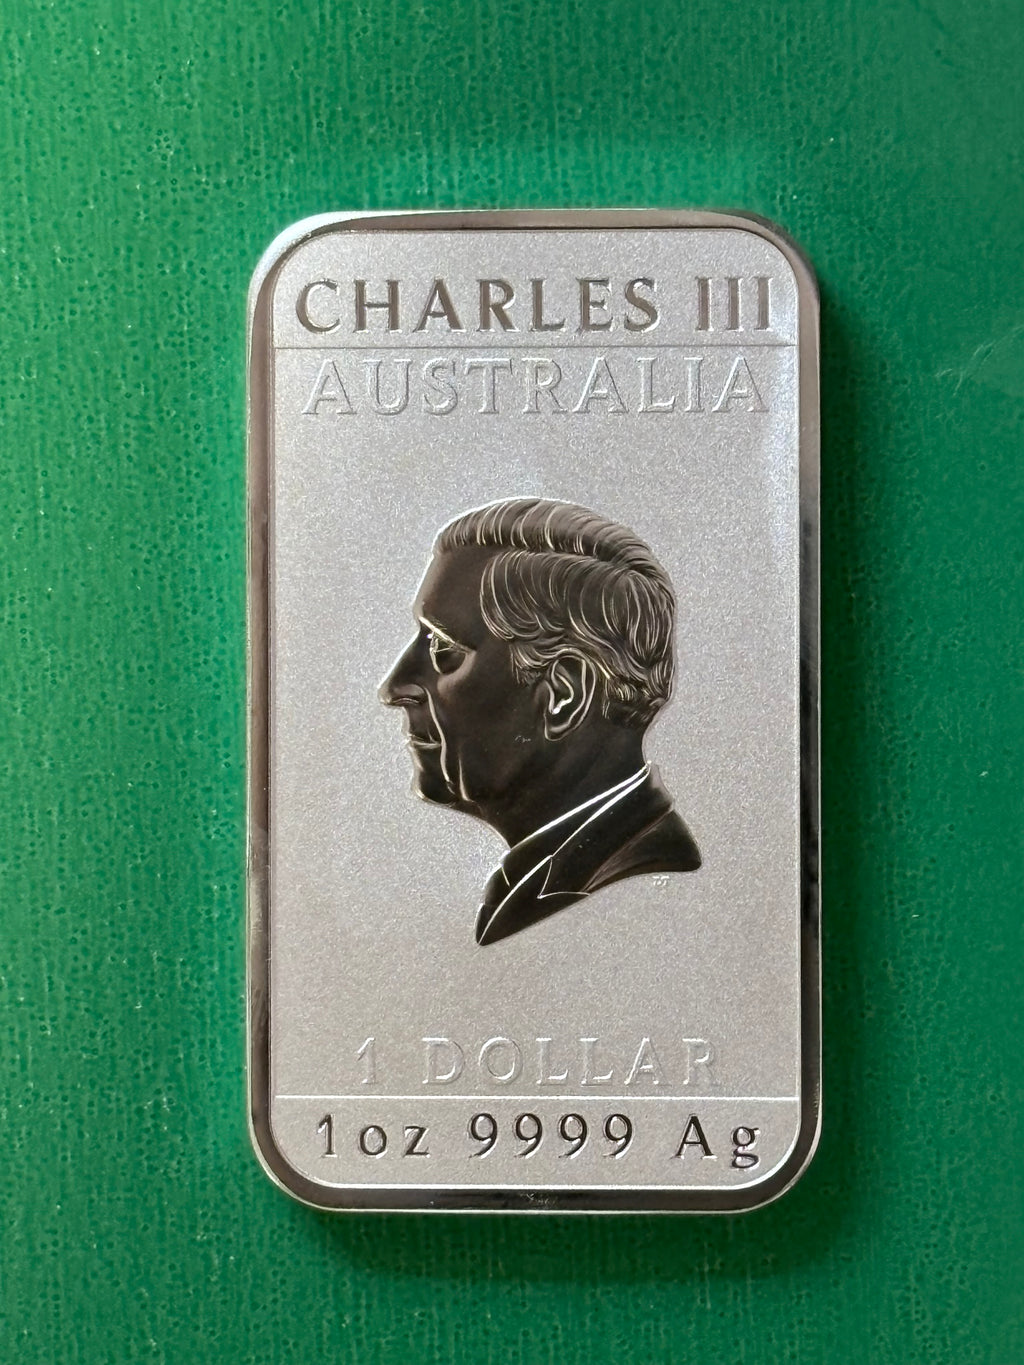 CHARLES III
AUSTRALIA
1 DOLLAR
1oz 9999 Ag